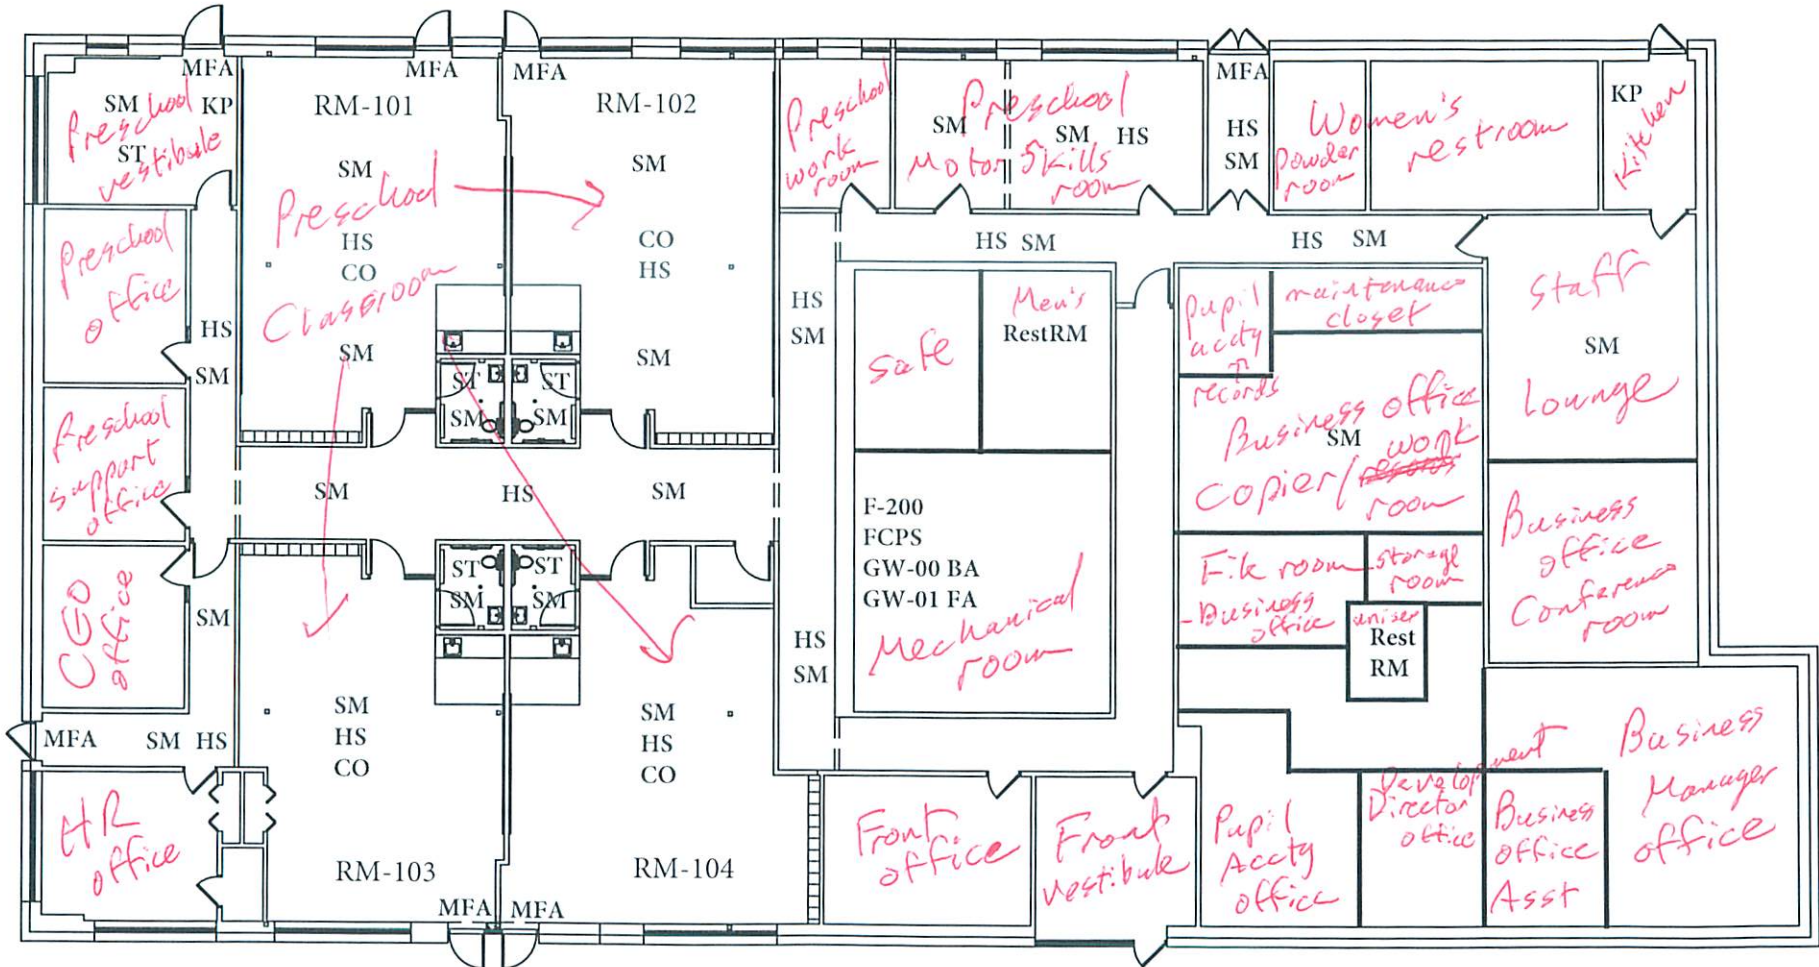 MFA
MFA
MFA
MFA
SM
KP
ST
Preschool
vestibule
RM-101
SM
HS
CO
SM
Preschool
Classroom
RM-102
SM
CO
HS
SM
Preschool
work
room
SM
SM
HS
Preschool
Motor Skills
room
HS
SM
Women's
restroom
Powder
room
KP
Kitchen
Preschool
office
HS
SM
HS SM
HS SM
HS
SM
safe
Men's
RestRM
Pupil
acctg
records
maintenance
closet
Staff
SM
Lounge
ST
SM
ST
SM
Preschool
support
office
SM
HS
SM
Business office
SM
copier/
work
room
F-200
FCPS
GW-00 BA
GW-01 FA
Mechanical
room
Business
office
Conference
room
File room
-Business
office
storage
room
unisex
Rest
RM
CEO
office
SM
ST
SM
ST
SM
HS
SM
MFA
SM
HS
SM
HS
CO
SM
HS
CO
HR
office
RM-103
RM-104
MFA
MFA
Front
office
Front
vestibule
Pupil
Acctg
office
Development
Director
office
Business
office
Asst
Business
Manager
office